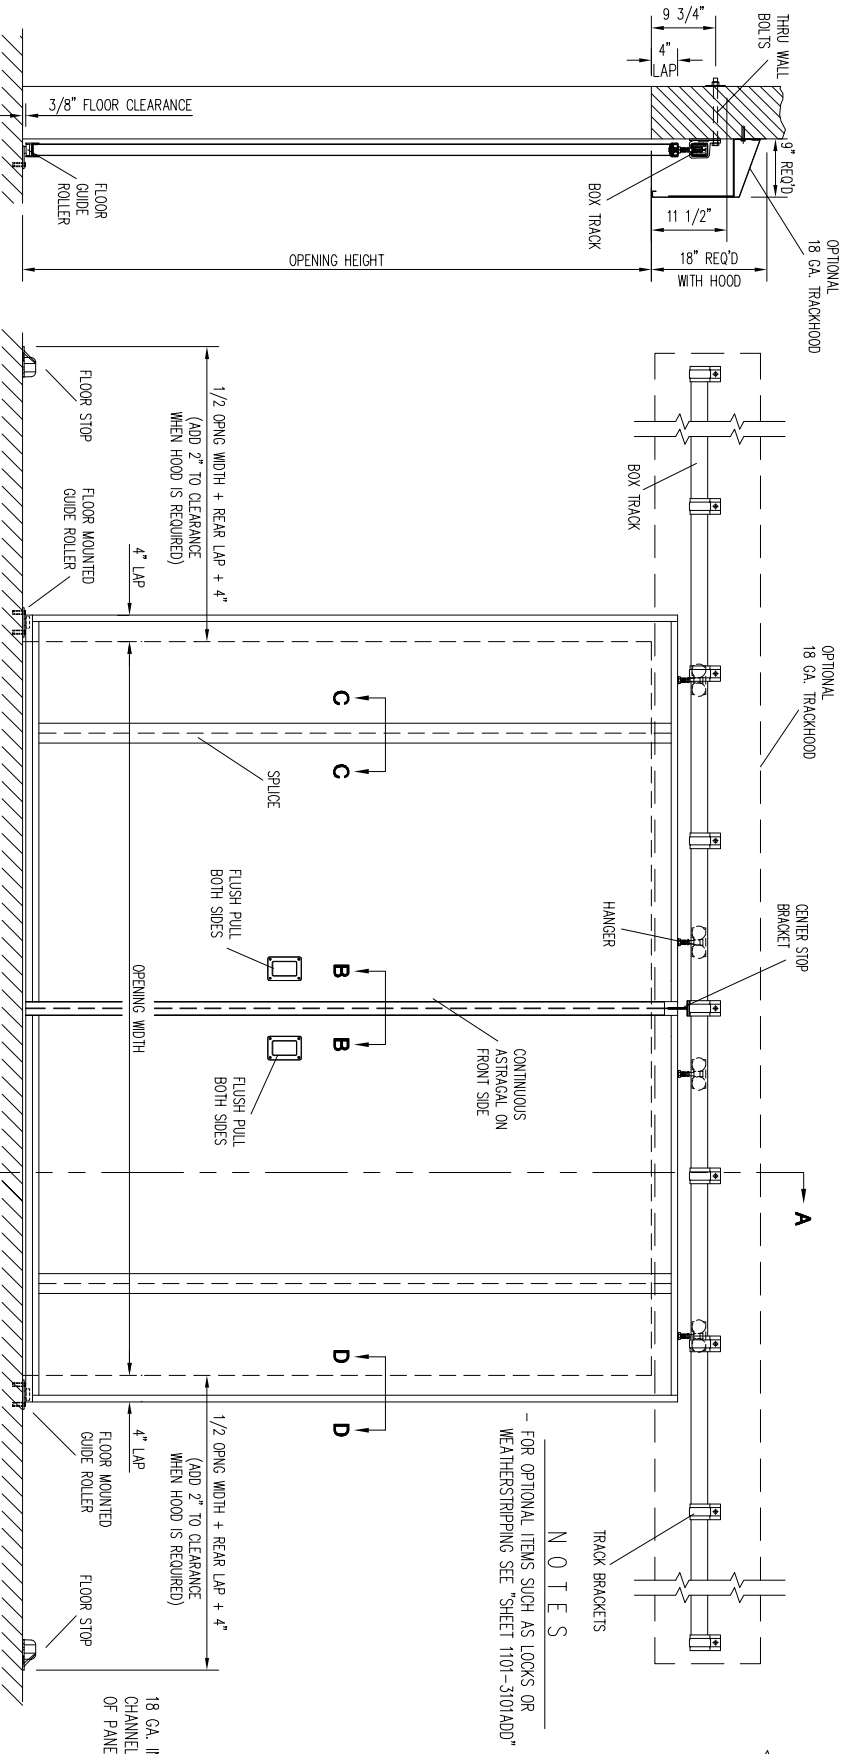 9 3/4"
THRU WALL
BOLTS
4"
LAP
3/8" FLOOR CLEARANCE
FLOOR
GUIDE
ROLLER
BOX TRACK
9" REQ'D
11 1/2"
18" REQ'D
WITH HOOD
OPTIONAL
18 GA. TRACKHOOD
OPENING HEIGHT
OPTIONAL
18 GA. TRACKHOOD
BOX TRACK
HANGER
CENTER STOP
BRACKET
TRACK BRACKETS
A
FLOOR STOP
1/2 OPNG WIDTH + REAR LAP + 4"
(ADD 2" TO CLEARANCE
WHEN HOOD IS REQUIRED)
FLOOR MOUNTED
GUIDE ROLLER
4" LAP
C
C
SPLICE
FLUSH PULL
BOTH SIDES
B
B
CONTINUOUS
ASTRAGAL ON
FRONT SIDE
FLUSH PULL
BOTH SIDES
OPENING WIDTH
D
D
1/2 OPNG WIDTH + REAR LAP + 4"
(ADD 2" TO CLEARANCE
WHEN HOOD IS REQUIRED)
4" LAP
FLOOR MOUNTED
GUIDE ROLLER
FLOOR STOP
NOTES
- FOR OPTIONAL ITEMS SUCH AS LOCKS OR
WEATHERSTRIPPING SEE "SHEET 1101-3101ADD"
18 GA.
CHANNEL
OF